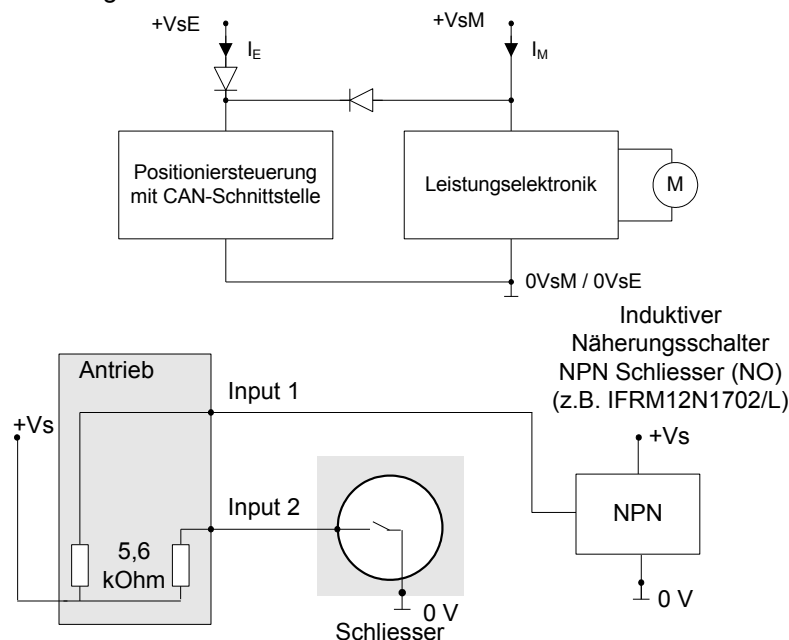 +VsE
+VsM
I_E
I_M
Positioniersteuerung
mit CAN-Schnittstelle
Leistungselektronik
M
0VsM / 0VsE
Induktiver
Näherungsschalter
NPN Schliesser (NO)
(z.B. IFRM12N1702/L)
Antrieb
Input 1
+Vs
+Vs
Input 2
NPN
5,6
kOhm
0 V
0 V
Schliesser